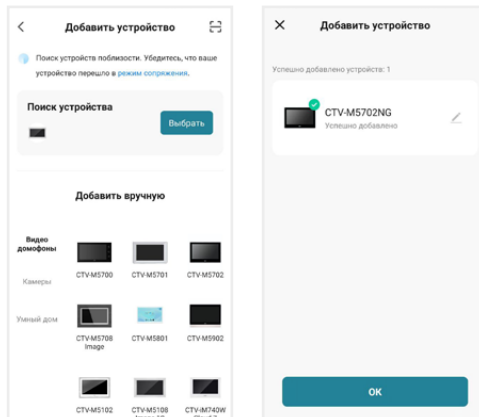 Добавить устройство
Поиск устройств поблизости. Убедитесь, что ваше
устройство перешло в режим сопряжения.
Поиск устройства
Выбрать
Добавить вручную
Видео
домофоны
Камеры
Умный дом
CTV-M5700 CTV-M5701 CTV-M5702
CTV-M5708
Image
CTV-M5801 CTV-M5902
CTV-M5102 CTV-M5108 CTV-iM740W
Добавить устройство
Успешно добавлено устройств: 1
CTV-M5702NG
Успешно добавлено
ОК